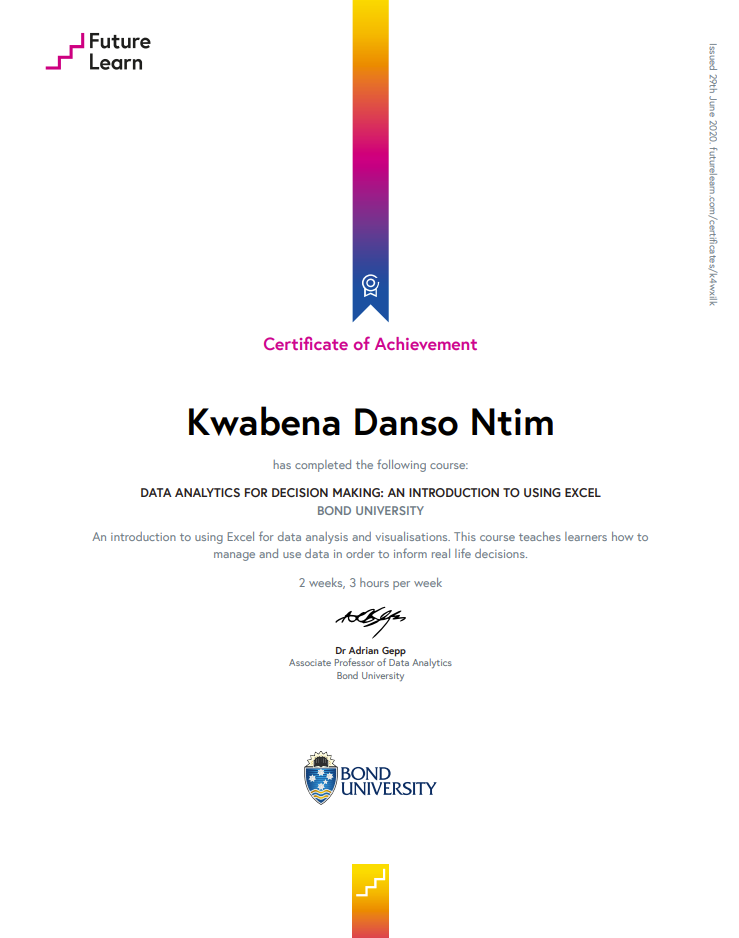 Future
Learn
Issued 29th June 2020. futurelearn.com/certificates/k4wxilk
Certificate of Achievement
Kwabena Danso Ntim
has completed the following course:
DATA ANALYTICS FOR DECISION MAKING: AN INTRODUCTION TO USING EXCEL
BOND UNIVERSITY
An introduction to using Excel for data analysis and visualisations. This course teaches learners how to
manage and use data in order to inform real life decisions.
2 weeks, 3 hours per week
Dr Adrian Gepp
Associate Professor of Data Analytics
Bond University
BOND
UNIVERSITY